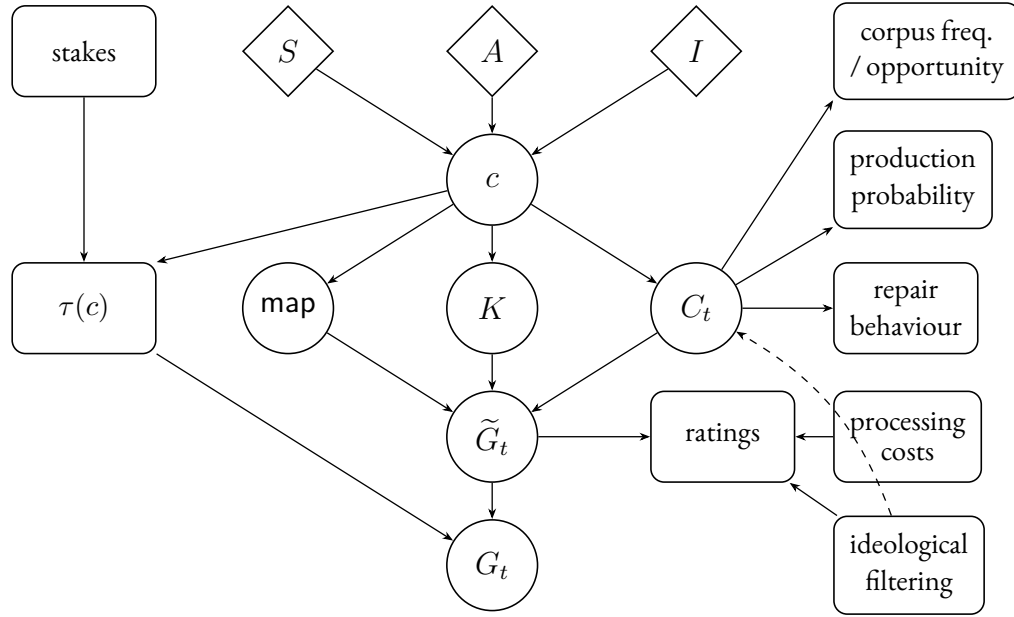 stakes
S
A
I
corpus freq.
/ opportunity
c
production
probability
τ(c)
map
K
C_t
repair
behaviour
G̃_t
ratings
processing
costs
G_t
ideological
filtering